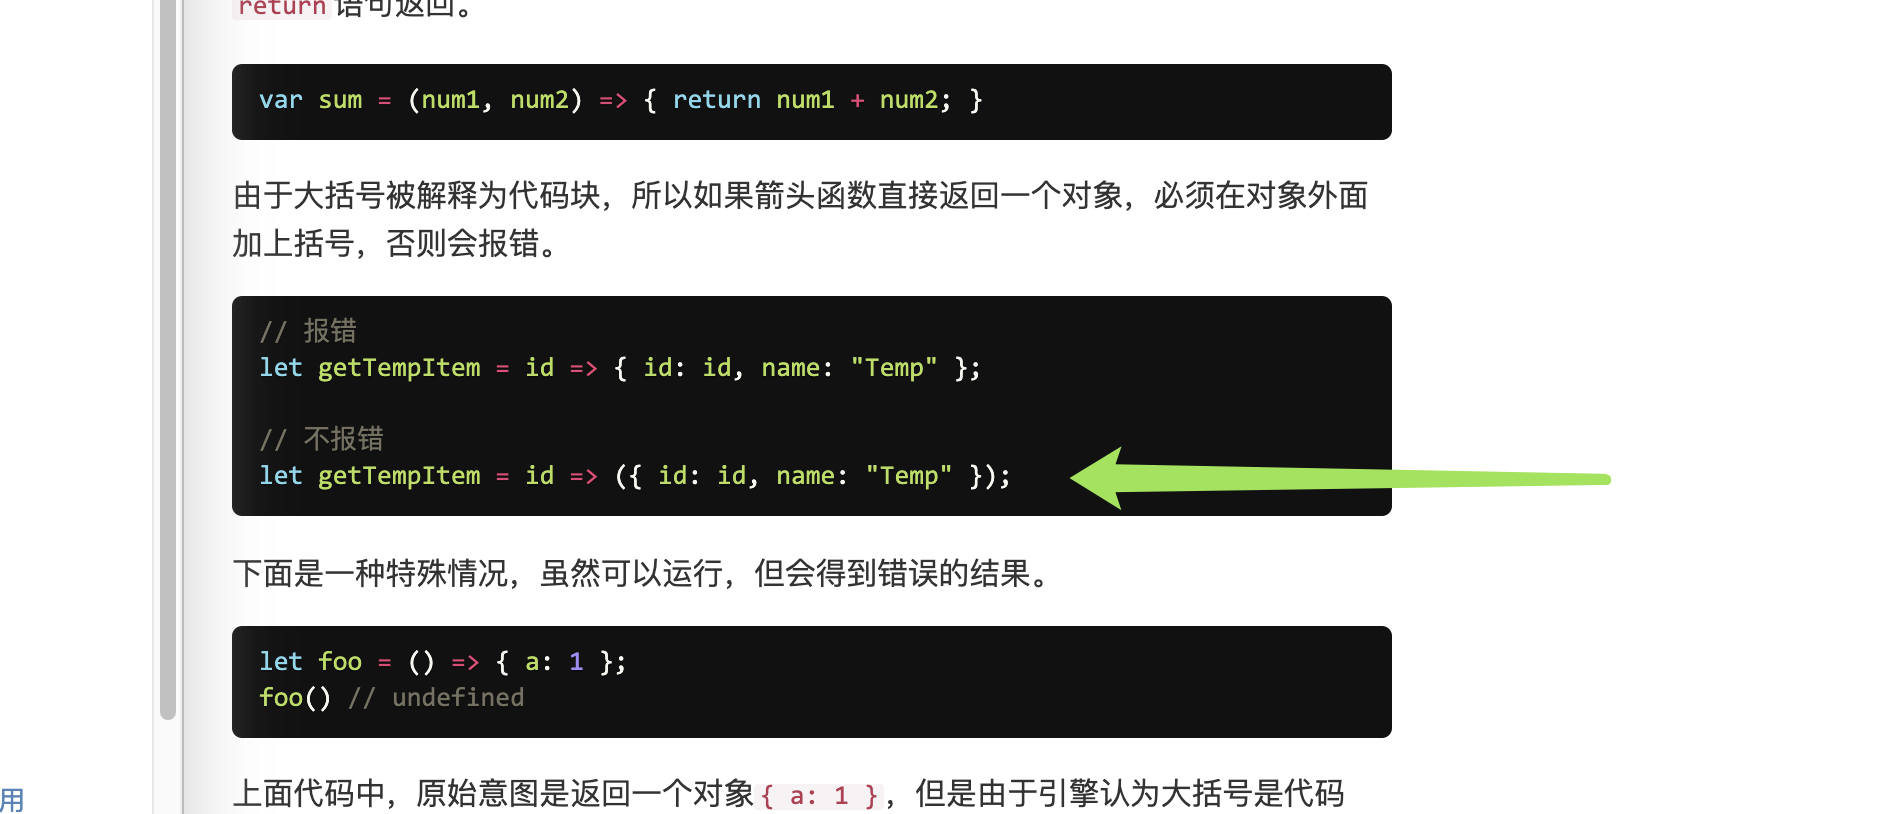 return语句返回。
var sum = (num1, num2) => { return num1 + num2; }
由于大括号被解释为代码块，所以如果箭头函数直接返回一个对象，必须在对象外面
加上括号，否则会报错。
// 报错
let getTempItem = id => { id: id, name: "Temp" };
// 不报错
let getTempItem = id => ({ id: id, name: "Temp" });
下面是一种特殊情况，虽然可以运行，但会得到错误的结果。
let foo = () => { a: 1 };
foo() // undefined
上面代码中，原始意图是返回一个对象{ a: 1 }，但是由于引擎认为大括号是代码
用